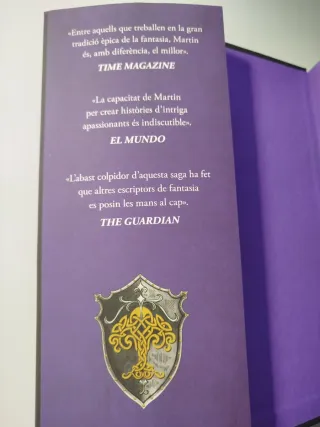 «Entre aquells que treballen en la gran
tradició èpica de la fantasia, Martin
és, amb diferència, el millor».
TIME MAGAZINE
«La capacitat de Martin
per crear històries d'intriga
apassionants és indiscutible».
EL MUNDO
«L'abast colpidor d'aquesta saga ha fet
que altres escriptors de fantasia
es posin les mans al cap».
THE GUARDIAN